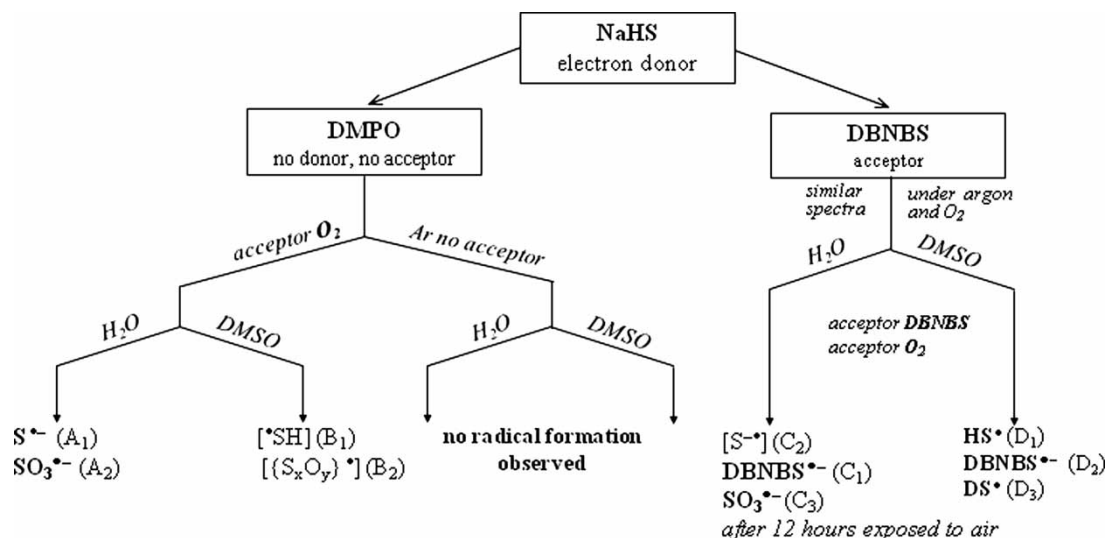 NaHS
electron donor
DMPO
no donor, no acceptor
DBNBS
acceptor
similar
spectra
under argon
and O₂
acceptor O₂
Ar no acceptor
H₂O
DMSO
H₂O
DMSO
H₂O
DMSO
acceptor DBNBS
acceptor O₂
S•− (A₁)
SO₃•− (A₂)
[•SH] (B₁)
[{SₓOᵧ} •] (B₂)
no radical formation
observed
[S−•] (C₂)
DBNBS•− (C₁)
SO₃•− (C₃)
after 12 hours exposed to air
HS• (D₁)
DBNBS•− (D₂)
DS• (D₃)